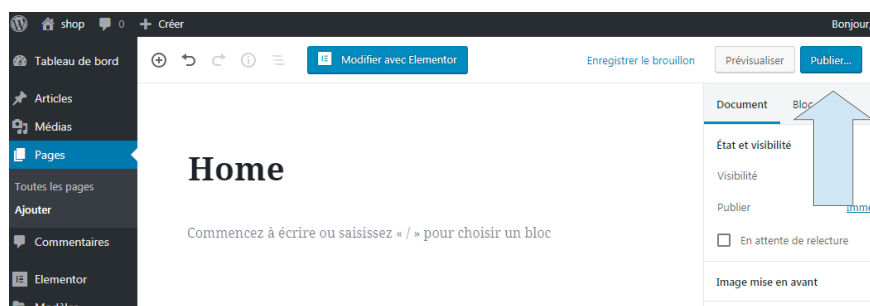 shop 0 + Créer Bonjour,
Tableau de bord
Modifier avec Elementor
Enregistrer le brouillon
Prévisualiser
Publier...
Articles
Médias
Pages
Toutes les pages
Ajouter
Commentaires
Elementor
Modèles
Home
Commencez à écrire ou saisissez « / » pour choisir un bloc
Document
Bloc
État et visibilité
Visibilité
Publier
En attente de relecture
Image mise en avant